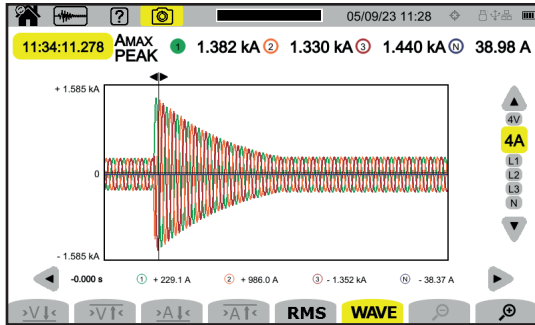 ? 05/09/23 11:28
11:34:11.278 AMAX PEAK 1 1.382 kA 2 1.330 kA 3 1.440 kA N 38.98 A
+ 1.585 kA
0
- 1.585 kA
4V
4A
L1
L2
L3
N
-0.000 s 1 + 229.1 A 2 + 986.0 A 3 - 1.352 kA N - 38.37 A
>V↓< >V↑< >A↓< >A↑< RMS WAVE